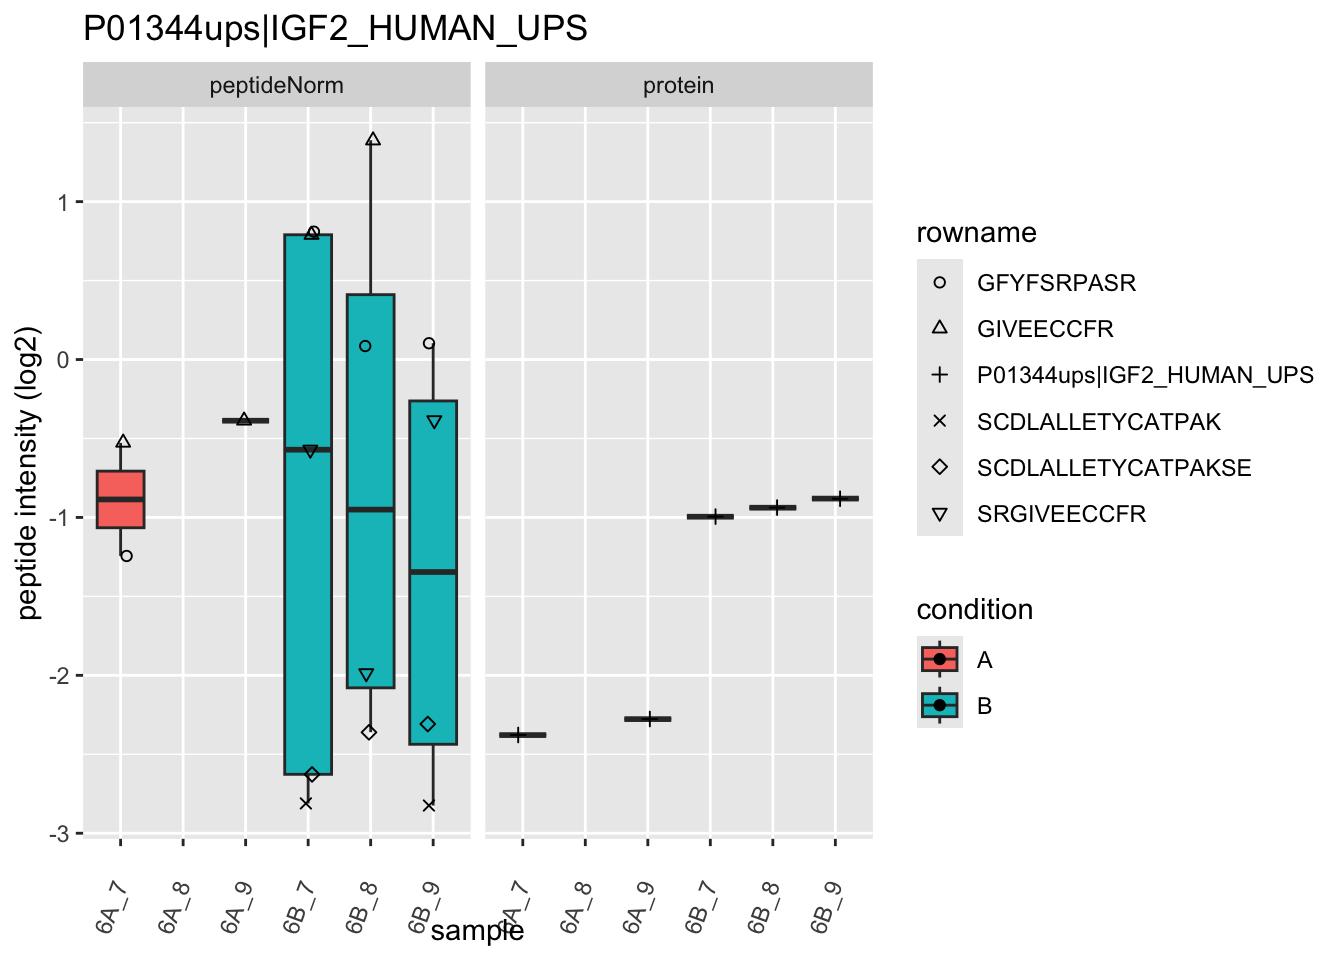 P01344ups|IGF2_HUMAN_UPS
peptideNorm
protein
peptide intensity (log2)
1
0
-1
-2
-3
6A_7
6A_8
6A_9
6B_7
6B_8
6B_9
6A_7
6A_8
6A_9
6B_7
6B_8
6B_9
sample
rowname
GFYFSRPASR
GIVEECCFR
P01344ups|IGF2_HUMAN_UPS
SCDLALLETYCATPAK
SCDLALLETYCATPAKSE
SRGIVEECCFR
condition
A
B